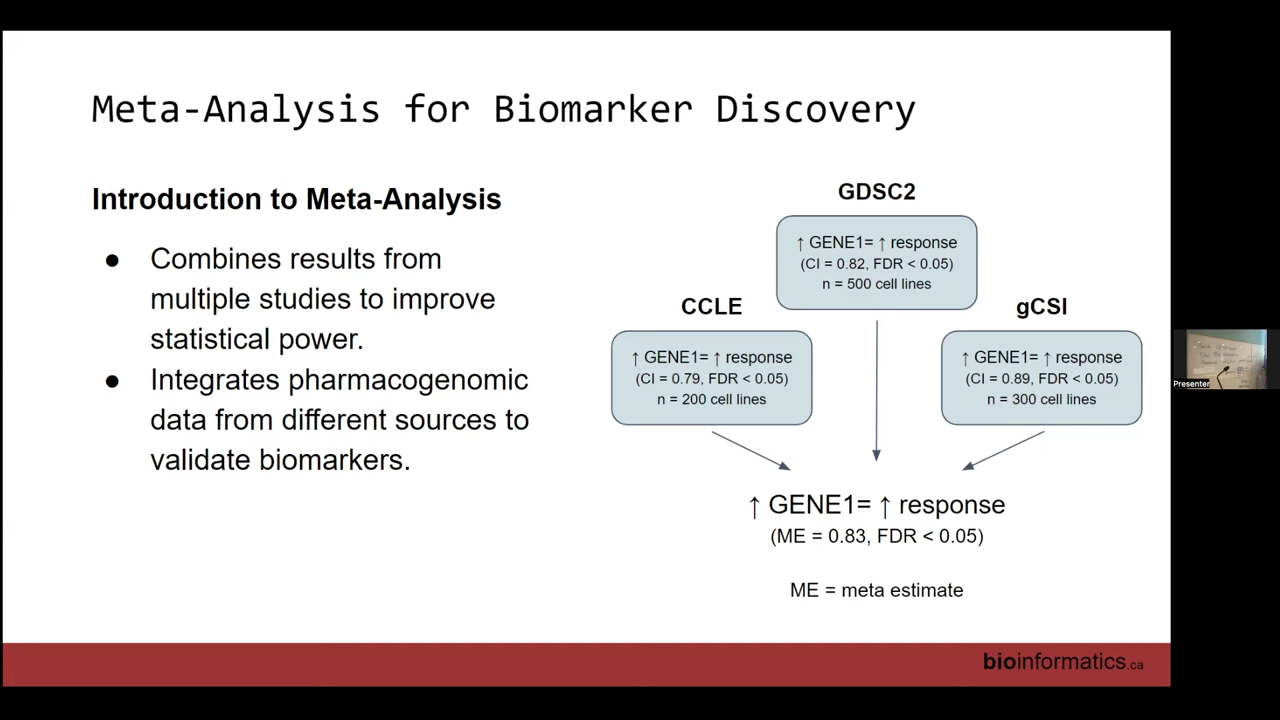 Meta-Analysis for Biomarker Discovery
Introduction to Meta-Analysis
● Combines results from
multiple studies to improve
statistical power.
● Integrates pharmacogenomic
data from different sources to
validate biomarkers.
GDSC2
↑ GENE1= ↑ response
(CI = 0.82, FDR < 0.05)
n = 500 cell lines
CCLE
↑ GENE1= ↑ response
(CI = 0.79, FDR < 0.05)
n = 200 cell lines
gCSI
↑ GENE1= ↑ response
(CI = 0.89, FDR < 0.05)
n = 300 cell lines
↑ GENE1= ↑ response
(ME = 0.83, FDR < 0.05)
ME = meta estimate
bioinformatics.ca
Presenter